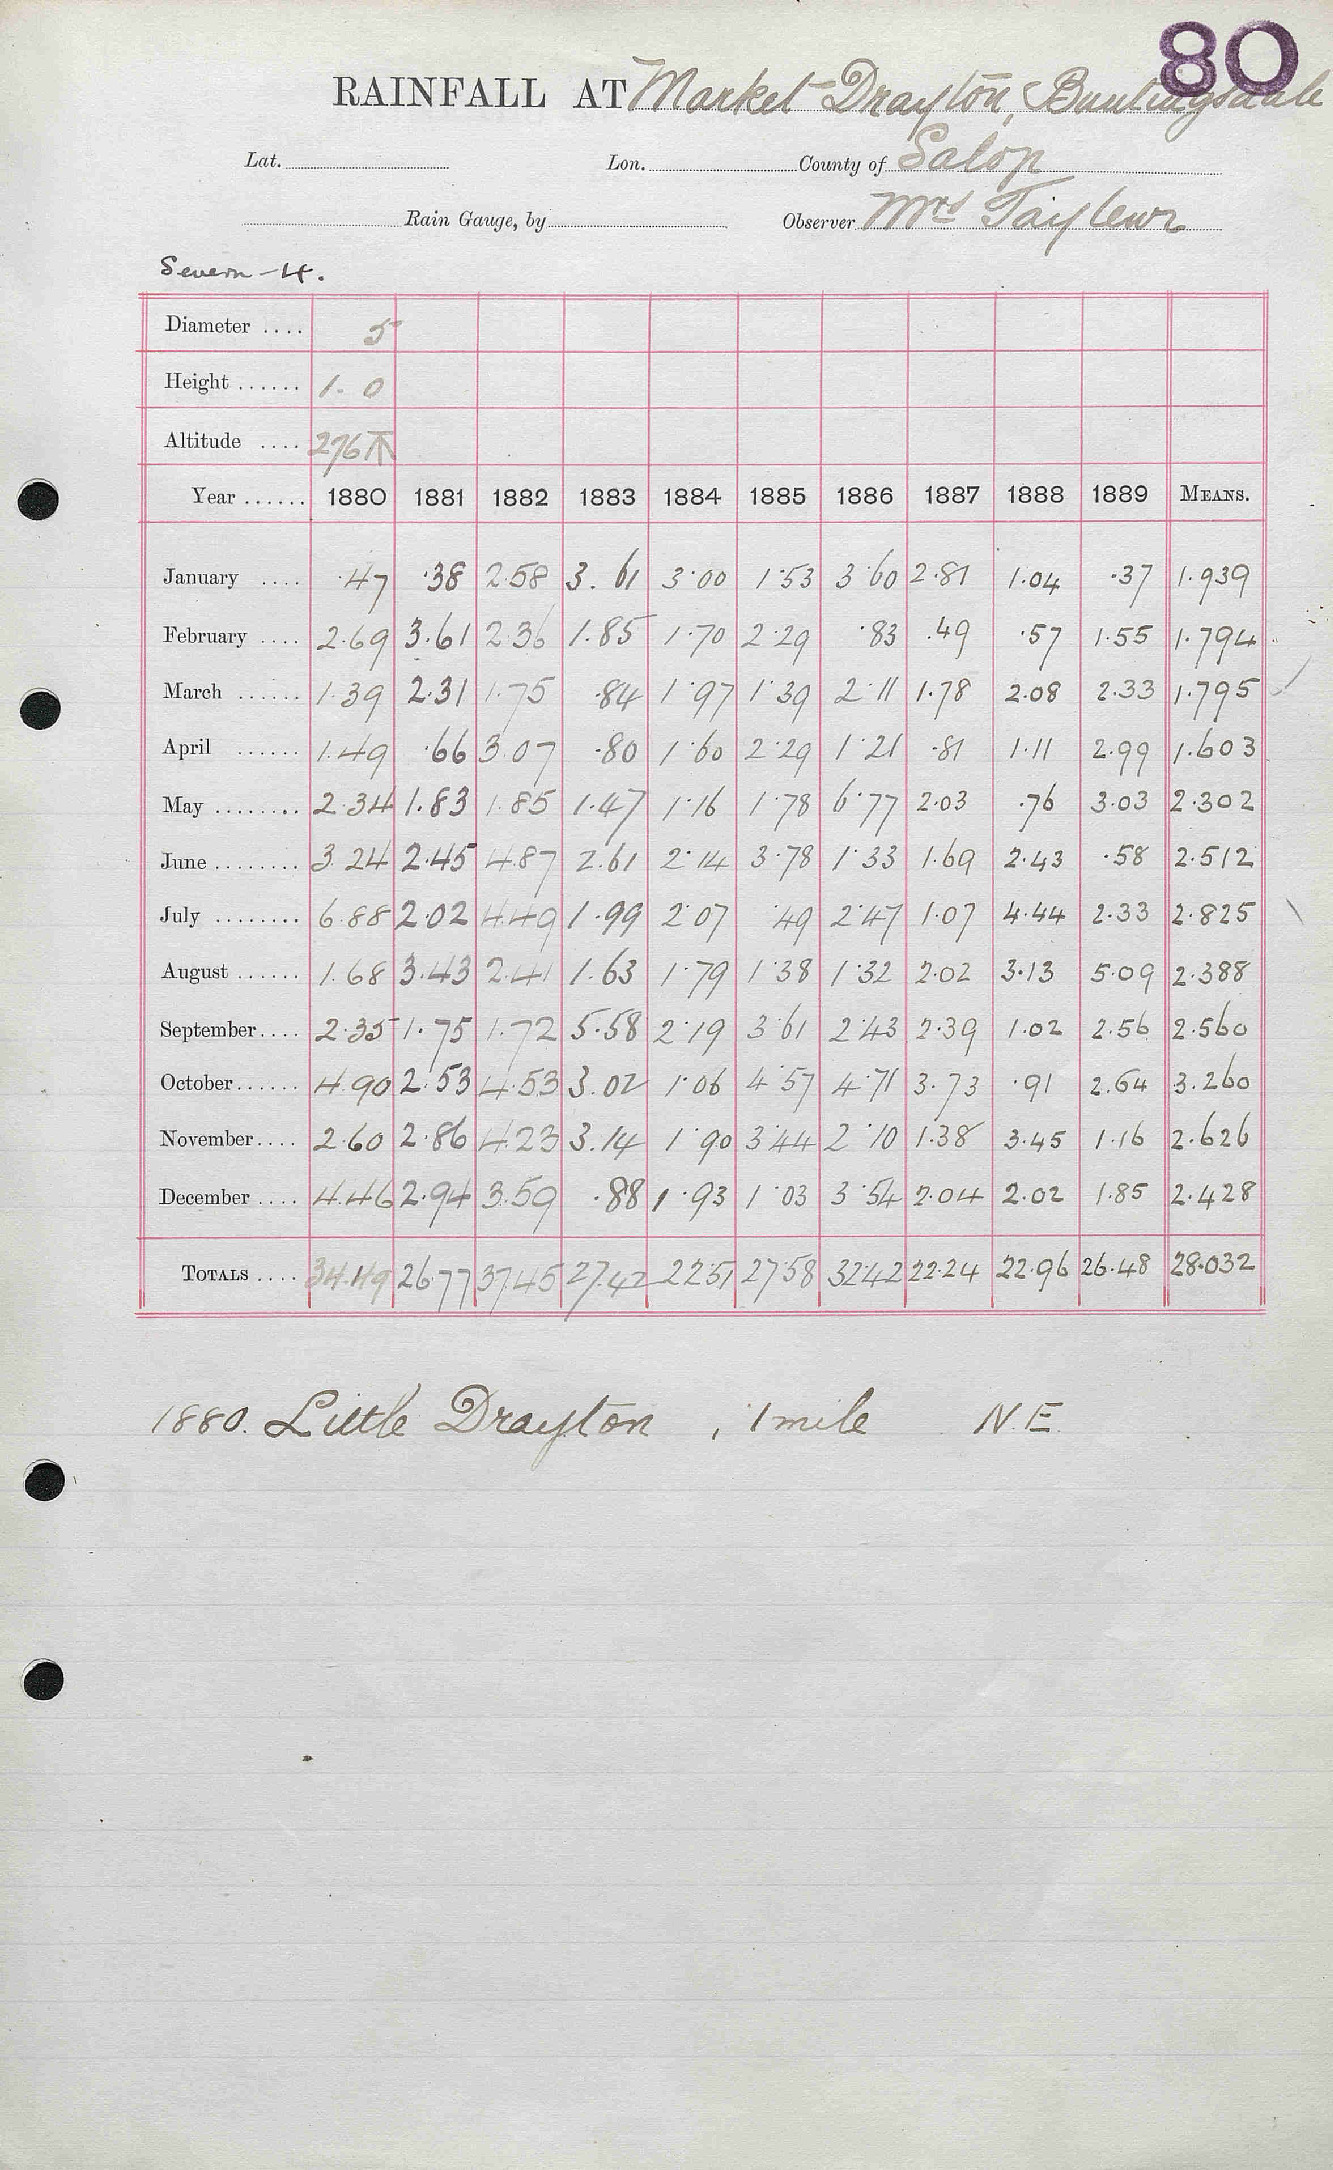 80
RAINFALL AT Market Drayton, Buntingsdale
Lat. Lon. County of Salop
Rain Gauge, by Observer Mrs Tayleur
Severn - 4.
Diameter .... 5
Height ...... 1. 0
Altitude .... 276
Year ...... 1880 1881 1882 1883 1884 1885 1886 1887 1888 1889 MEANS.
January .... .47 .38 2.58 3.61 3.00 1.53 3.60 2.81 1.04 .37 1.939
February .... 2.69 3.61 2.36 1.85 1.70 2.29 .83 .49 .57 1.55 1.794
March ...... 1.39 2.31 1.75 .84 1.97 1.39 2.11 1.78 2.08 2.33 1.795
April ...... 1.49 .66 3.07 .80 1.60 2.29 1.21 .81 1.11 2.99 1.603
May ........ 2.34 1.83 1.85 1.47 1.16 1.78 6.77 2.03 .76 3.03 2.302
June ........ 3.24 2.45 4.87 2.61 2.14 3.78 1.33 1.69 2.43 .58 2.512
July ........ 6.88 2.02 4.49 1.99 2.07 .49 2.47 1.07 4.44 2.33 2.825
August ...... 1.68 3.43 2.41 1.63 1.79 1.38 1.32 2.02 3.13 5.09 2.388
September.... 2.35 1.75 1.72 5.58 2.19 3.61 2.43 2.39 1.02 2.56 2.560
October...... 4.90 2.53 4.53 3.02 1.06 4.57 4.71 3.73 .91 2.64 3.260
November.... 2.60 2.86 4.23 3.14 1.90 3.44 2.10 1.38 3.45 1.16 2.626
December .... 4.46 2.94 3.59 .88 1.93 1.03 3.54 2.04 2.02 1.85 2.428
TOTALS .... 34.49 26.77 37.45 27.42 22.51 27.58 32.42 22.24 22.96 26.48 28.032
1880. Little Drayton , 1 mile N.E.